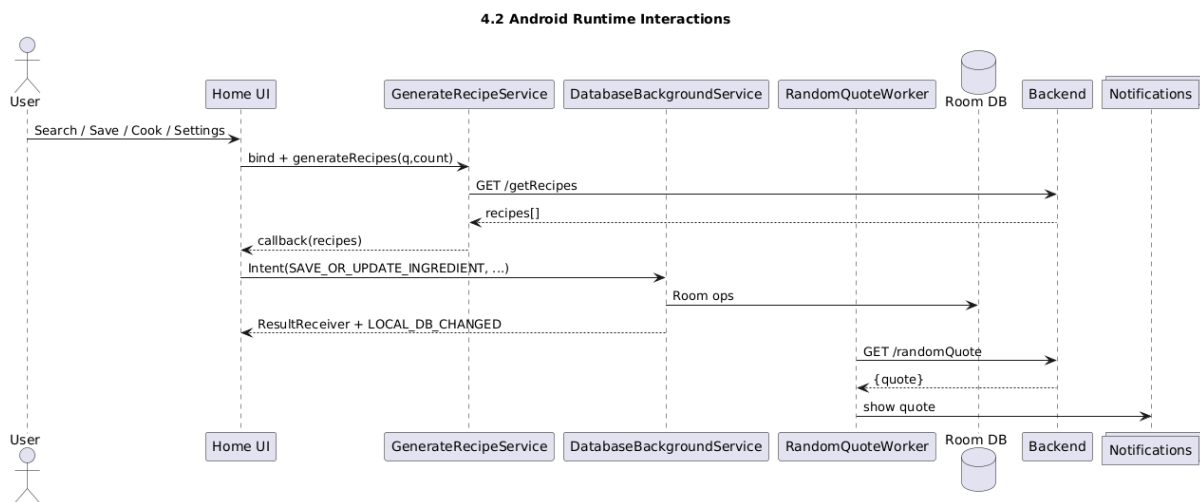 4.2 Android Runtime Interactions
User
Home UI
GenerateRecipeService
DatabaseBackgroundService
RandomQuoteWorker
Room DB
Backend
Notifications
Search / Save / Cook / Settings
bind + generateRecipes(q,count)
GET /getRecipes
recipes[]
callback(recipes)
Intent(SAVE_OR_UPDATE_INGREDIENT, ...)
Room ops
ResultReceiver + LOCAL_DB_CHANGED
GET /randomQuote
{quote}
show quote
User
Home UI
GenerateRecipeService
DatabaseBackgroundService
RandomQuoteWorker
Room DB
Backend
Notifications